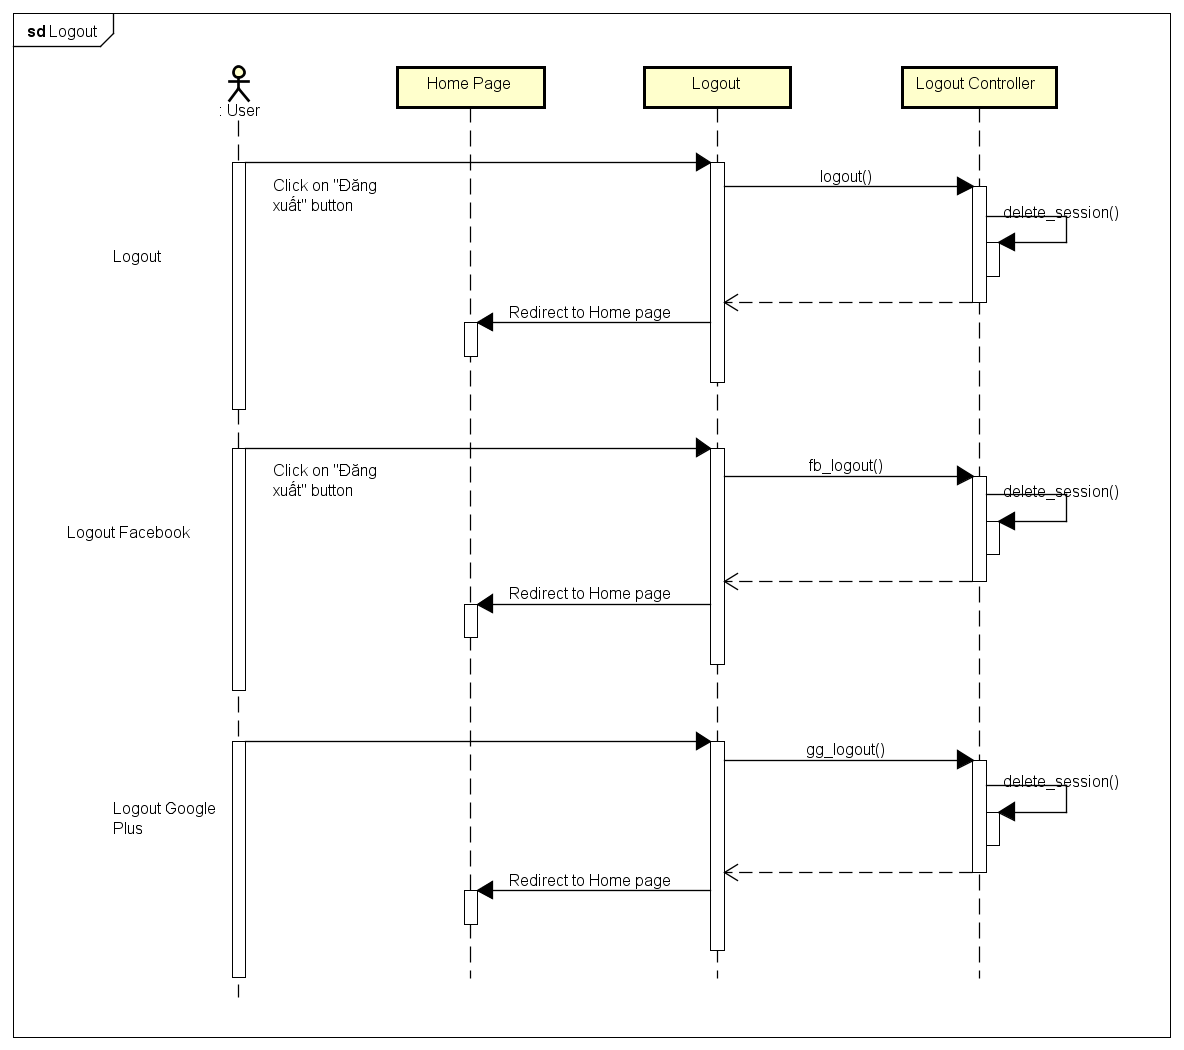 sd Logout
: User
Home Page
Logout
Logout Controller
Click on "Đăng
xuất" button
logout()
delete_session()
Logout
Redirect to Home page
Click on "Đăng
xuất" button
fb_logout()
delete_session()
Logout Facebook
Redirect to Home page
gg_logout()
delete_session()
Logout Google
Plus
Redirect to Home page